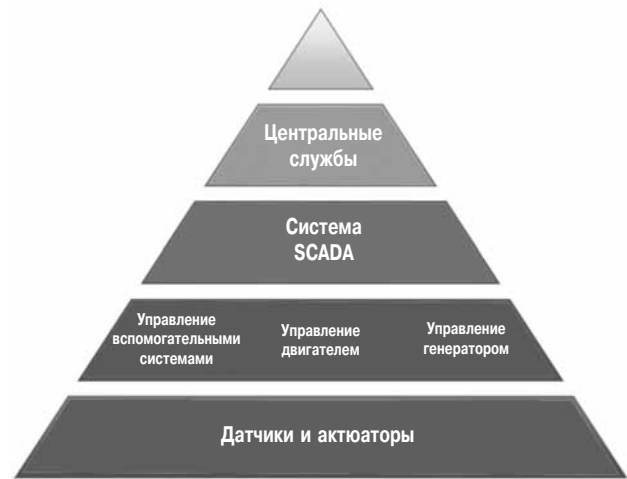 Центральные
службы
Система
SCADA
Управление
вспомогательными
системами
Управление
двигателем
Управление
генератором
Датчики и актюаторы